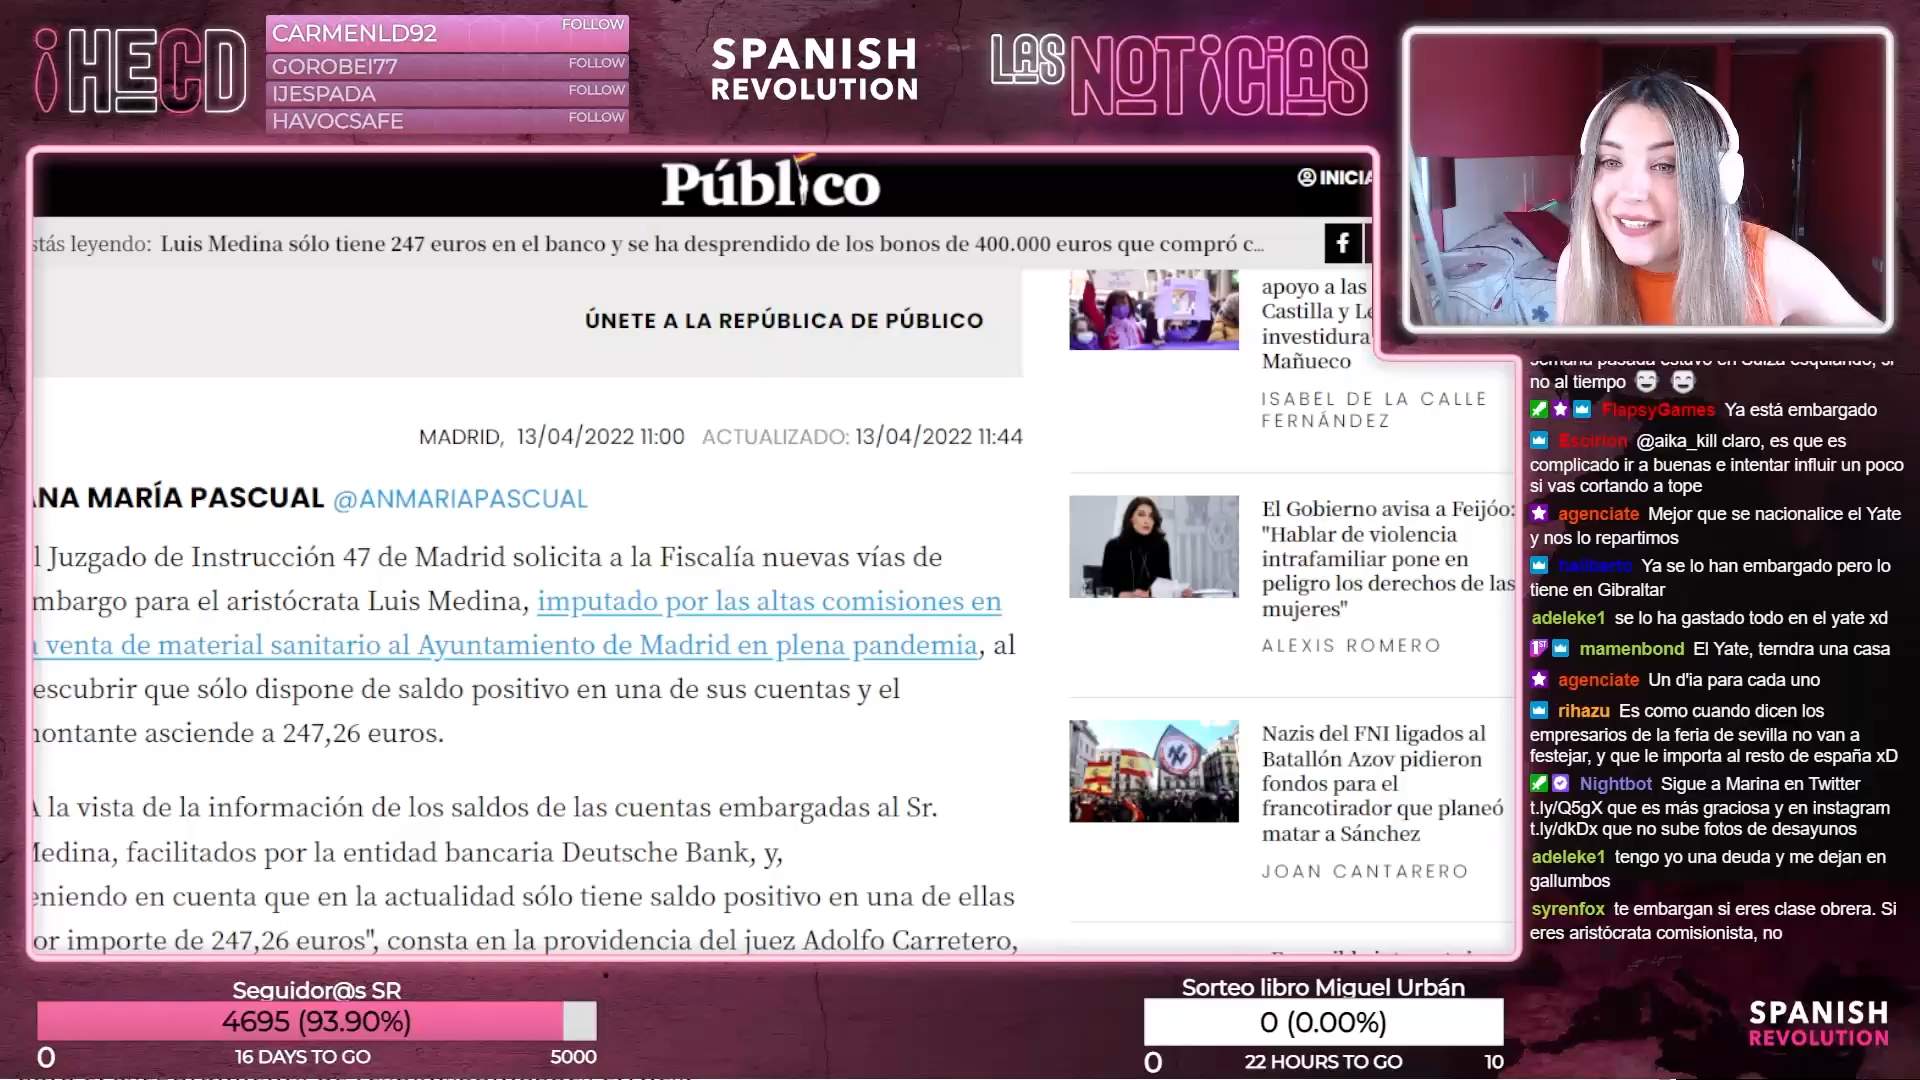 ¡HECD
CARMENLD92 FOLLOW
GOROBEI77 FOLLOW
IJESPADA FOLLOW
HAVOCSAFE FOLLOW
SPANISH
REVOLUTION
LAS NOTICIAS
Público
INICIA
stás leyendo: Luis Medina sólo tiene 247 euros en el banco y se ha desprendido de los bonos de 400.000 euros que compró c...
ÚNETE A LA REPÚBLICA DE PÚBLICO
MADRID, 13/04/2022 11:00 ACTUALIZADO: 13/04/2022 11:44
ANA MARÍA PASCUAL @ANMARIAPASCUAL
l Juzgado de Instrucción 47 de Madrid solicita a la Fiscalía nuevas vías de
mbargo para el aristócrata Luis Medina, imputado por las altas comisiones en
a venta de material sanitario al Ayuntamiento de Madrid en plena pandemia, al
escubrir que sólo dispone de saldo positivo en una de sus cuentas y el
montante asciende a 247,26 euros.
A la vista de la información de los saldos de las cuentas embargadas al Sr.
Medina, facilitados por la entidad bancaria Deutsche Bank, y,
eniendo en cuenta que en la actualidad sólo tiene saldo positivo en una de ellas
or importe de 247,26 euros", consta en la providencia del juez Adolfo Carretero,
apoyo a las
Castilla y Le
investidura
Mañueco
ISABEL DE LA CALLE
FERNÁNDEZ
El Gobierno avisa a Feijóo:
"Hablar de violencia
intrafamiliar pone en
peligro los derechos de las
mujeres"
ALEXIS ROMERO
Nazis del FNI ligados al
Batallón Azov pidieron
fondos para el
francotirador que planeó
matar a Sánchez
JOAN CANTARERO
semana pasada estuvo en Suiza esquiando, si
no al tiempo
FlapsyGames Ya está embargado
Escirion @aika_kill claro, es que es
complicado ir a buenas e intentar influir un poco
si vas cortando a tope
agenciate Mejor que se nacionalice el Yate
y nos lo repartimos
haliberto Ya se lo han embargado pero lo
tiene en Gibraltar
adeleke1 se lo ha gastado todo en el yate xd
1ST mamenbond El Yate, terndra una casa
agenciate Un d'ia para cada uno
rihazu Es como cuando dicen los
empresarios de la feria de sevilla no van a
festejar, y que le importa al resto de españa xD
Nightbot Sigue a Marina en Twitter
t.ly/Q5gX que es más graciosa y en instagram
t.ly/dkDx que no sube fotos de desayunos
adeleke1 tengo yo una deuda y me dejan en
gallumbos
syrenfox te embargan si eres clase obrera. Si
eres aristócrata comisionista, no
Seguidor@s SR
4695 (93.90%)
0 16 DAYS TO GO 5000
Sorteo libro Miguel Urbán
0 (0.00%)
0 22 HOURS TO GO 10
SPANISH
REVOLUTION